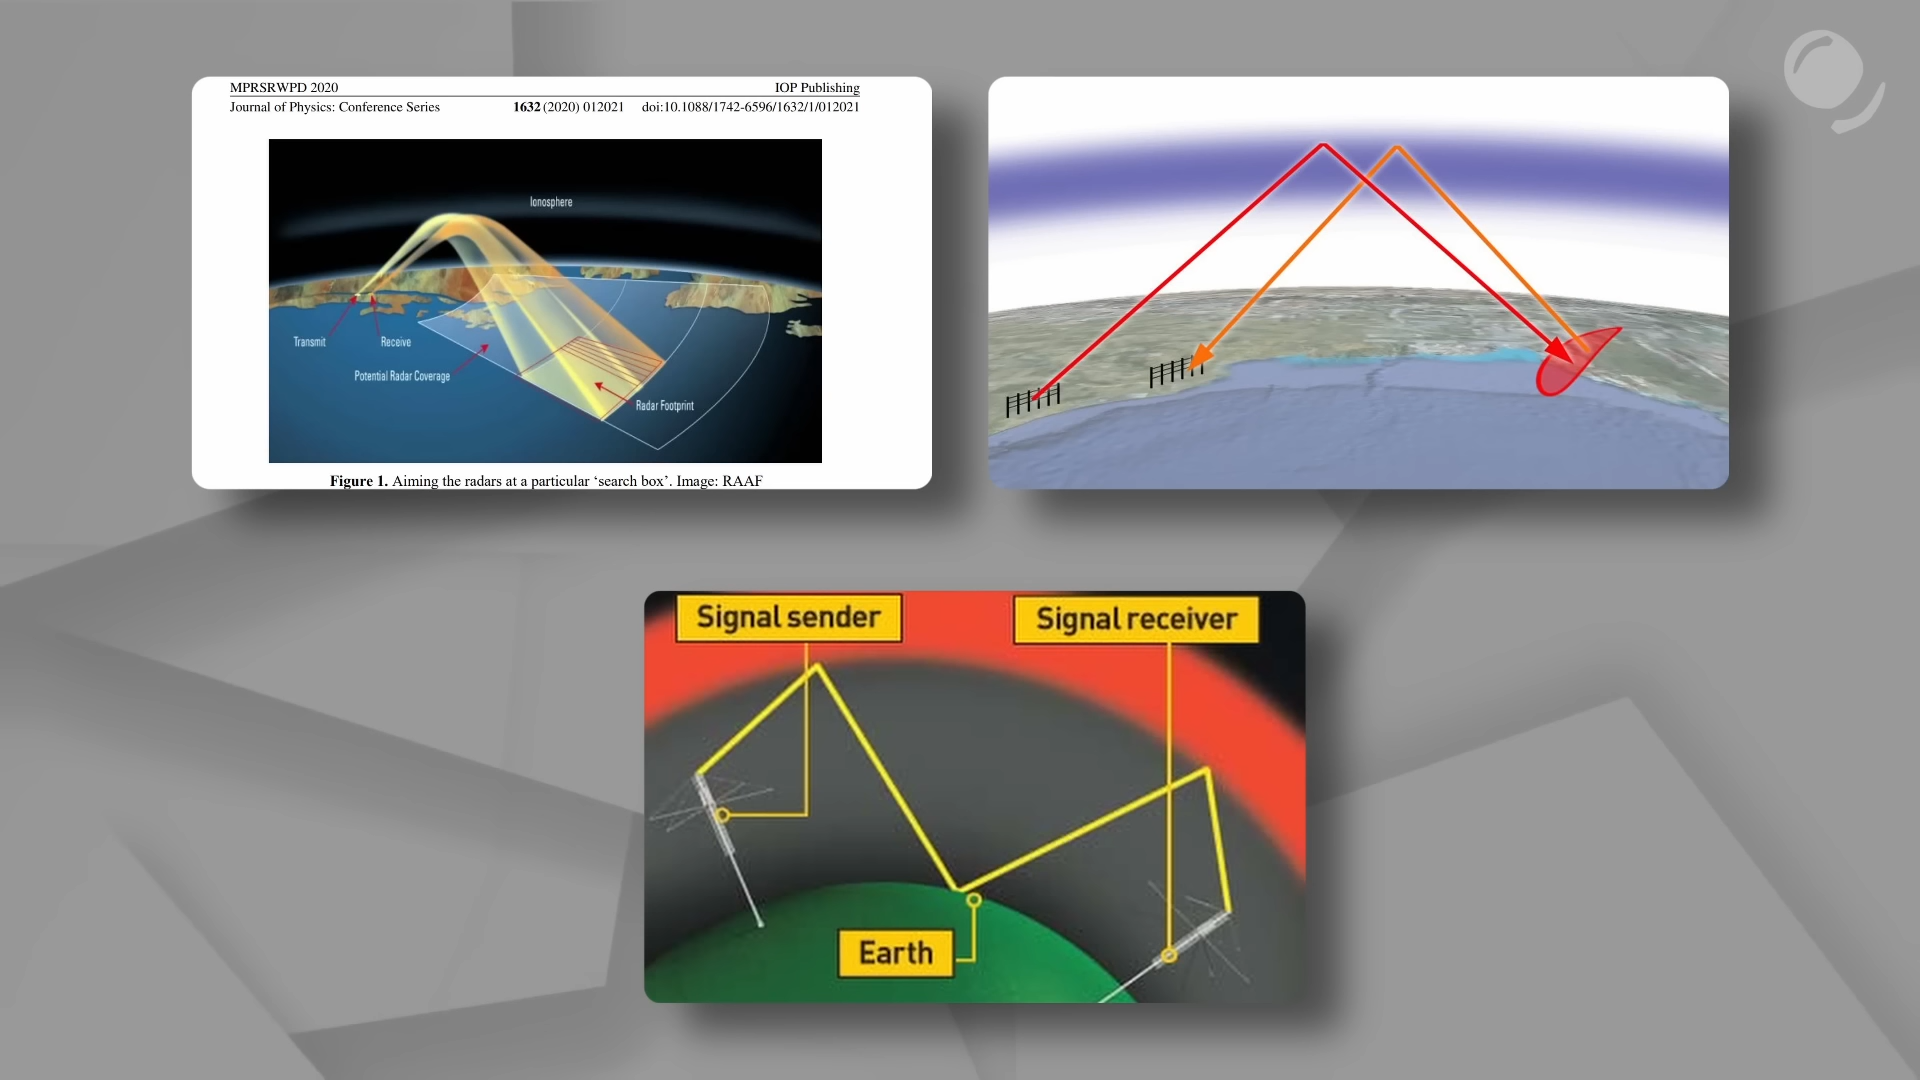 MPRSRWPD 2020 IOP Publishing
Journal of Physics: Conference Series 1632 (2020) 012021 doi:10.1088/1742-6596/1632/1/012021
Ionosphere
Transmit
Receive
Potential Radar Coverage
Radar Footprint
Figure 1. Aiming the radars at a particular ‘search box’. Image: RAAF
Signal sender
Signal receiver
Earth